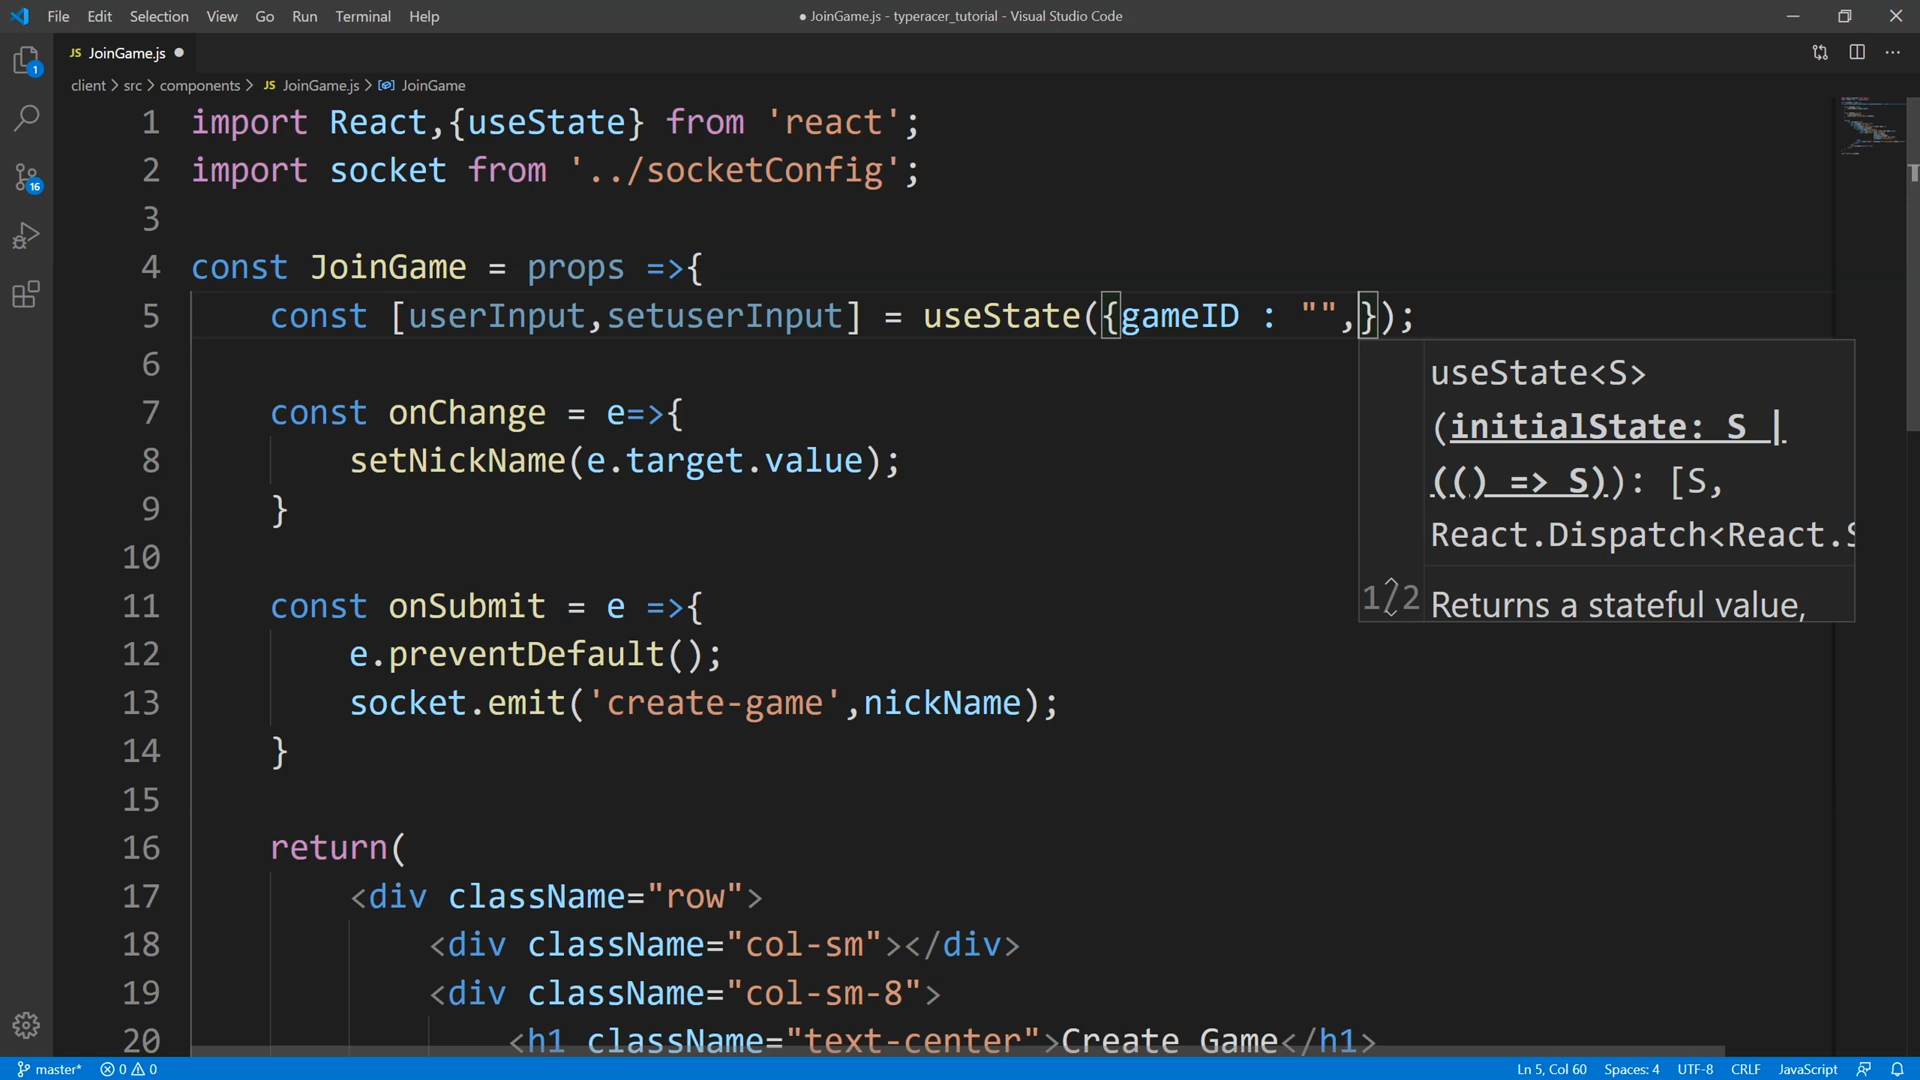 File Edit Selection View Go Run Terminal Help
● JoinGame.js - typeracer_tutorial - Visual Studio Code
JS JoinGame.js ●
client > src > components > JS JoinGame.js > JoinGame
1 import React,{useState} from 'react';
2 import socket from '../socketConfig';
3
4 const JoinGame = props =>{
5 const [userInput,setuserInput] = useState({gameID : "",});
6
7 const onChange = e=>{
8 setNickName(e.target.value);
9 }
10
11 const onSubmit = e =>{
12 e.preventDefault();
13 socket.emit('create-game',nickName);
14 }
15
16 return(
17 <div className="row">
18 <div className="col-sm"></div>
19 <div className="col-sm-8">
20 <h1 className="text-center">Create Game</h1>
useState<S>
(initialState: S |
(() => S)): [S,
React.Dispatch<React.S
1/2 Returns a stateful value,
1
16
master* 0 0 Ln 5, Col 60 Spaces: 4 UTF-8 CRLF JavaScript